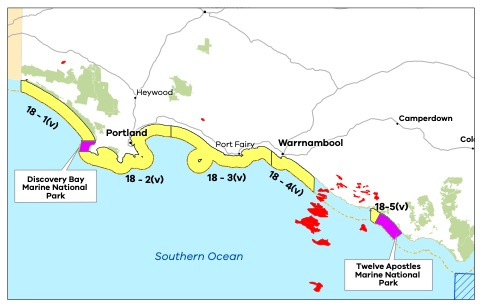 Heywood
18 - 1(v)
Portland
Camperdown
Port Fairy
Warrnambool
Col
Discovery Bay
Marine National
Park
18 - 2(v)
18 - 3(v)
18 - 4(v)
18-5(v)
Southern Ocean
Twelve Apostles
Marine National
Park